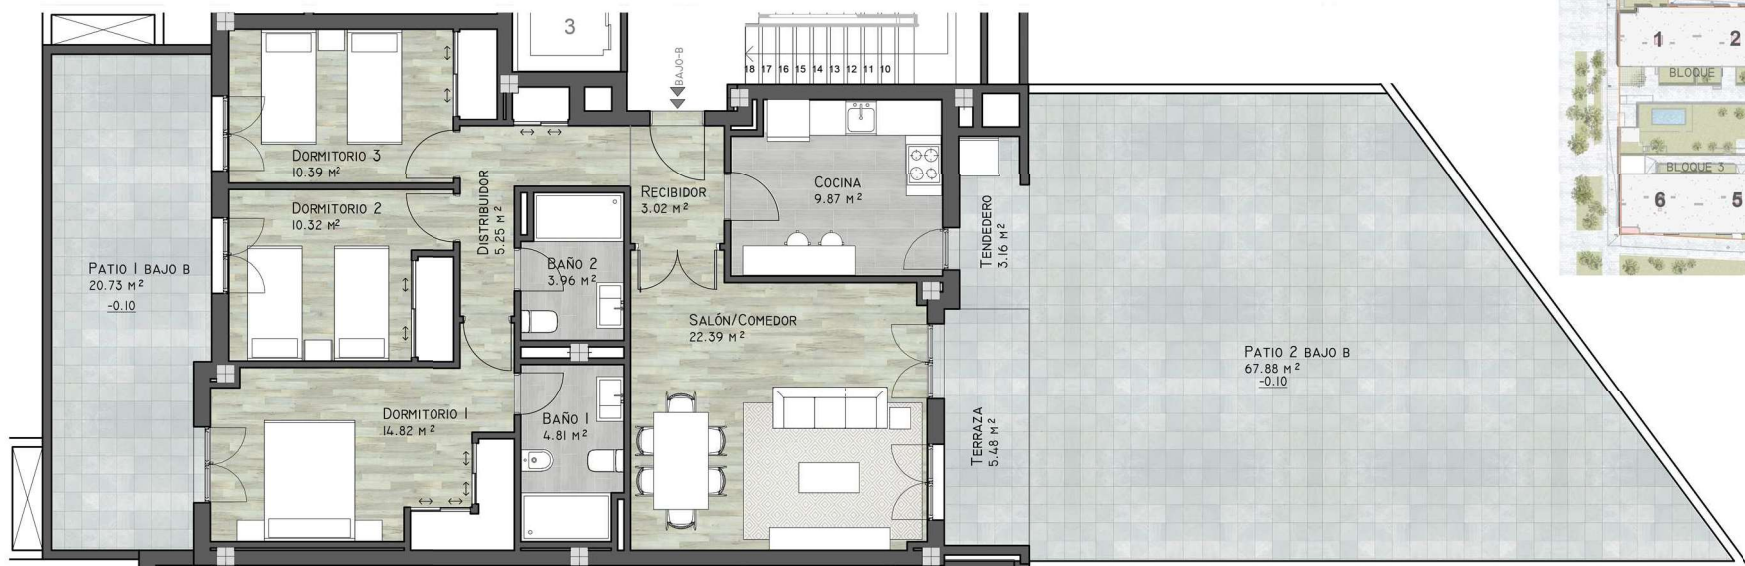 3
BAJO-B
18 17 16 15 14 13 12 11 10
1
2
BLOQUE 1
BLOQUE 3
6
5
DORMITORIO 3
10.39 M²
DORMITORIO 2
10.32 M²
DISTRIBUIDOR
5.25 M²
RECIBIDOR
3.02 M²
COCINA
9.87 M²
TENDEDERO
3.16 M²
PATIO 1 BAJO B
20.73 M²
-0.10
BAÑO 2
3.96 M²
SALÓN/COMEDOR
22.39 M²
PATIO 2 BAJO B
67.88 M²
-0.10
DORMITORIO 1
14.82 M²
BAÑO 1
4.81 M²
TERRAZA
5.48 M²